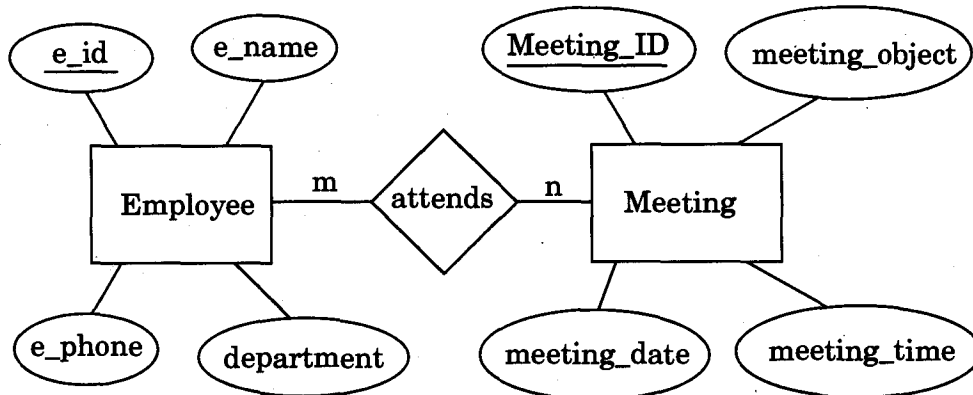 e_id
e_name
Meeting_ID
meeting_object
Employee
m
attends
n
Meeting
e_phone
department
meeting_date
meeting_time